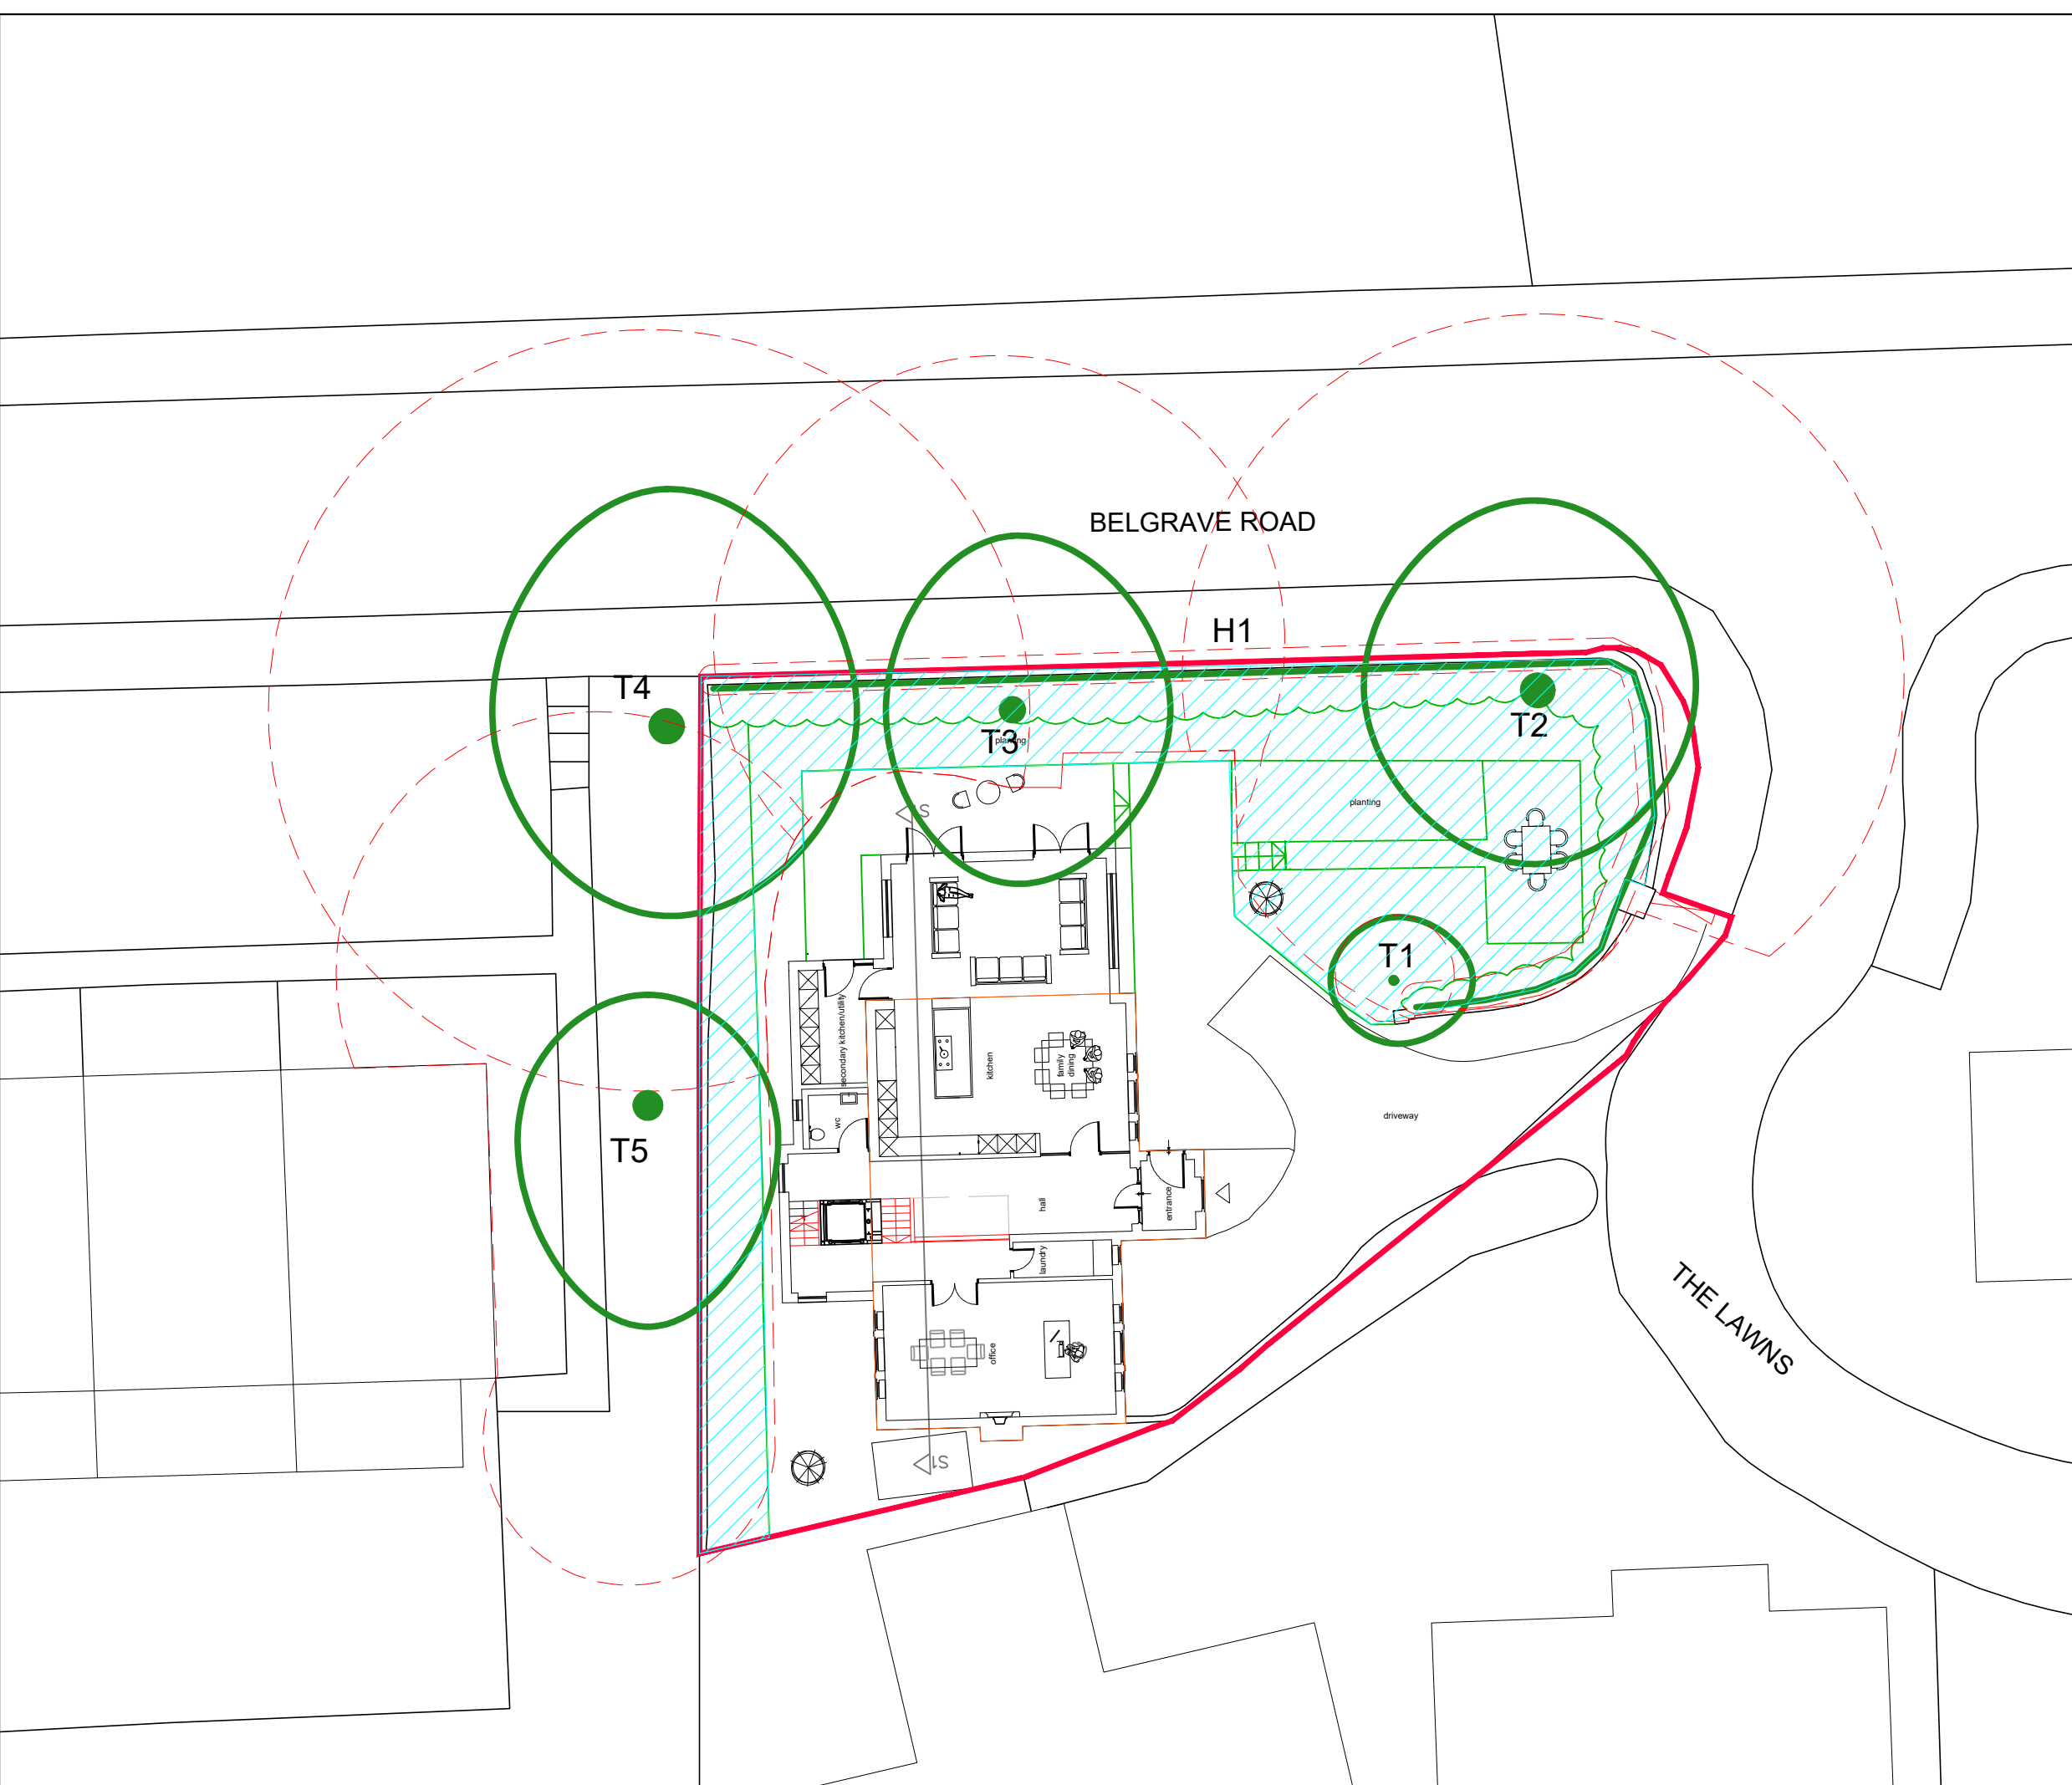 BELGRAVE ROAD
H1
T4
T2
T3
planting
planting
S1
T1
secondary kitchen/utility
kitchen
family
dining
wc
driveway
T5
hall
entrance
laundry
office
THE LAWNS
S1